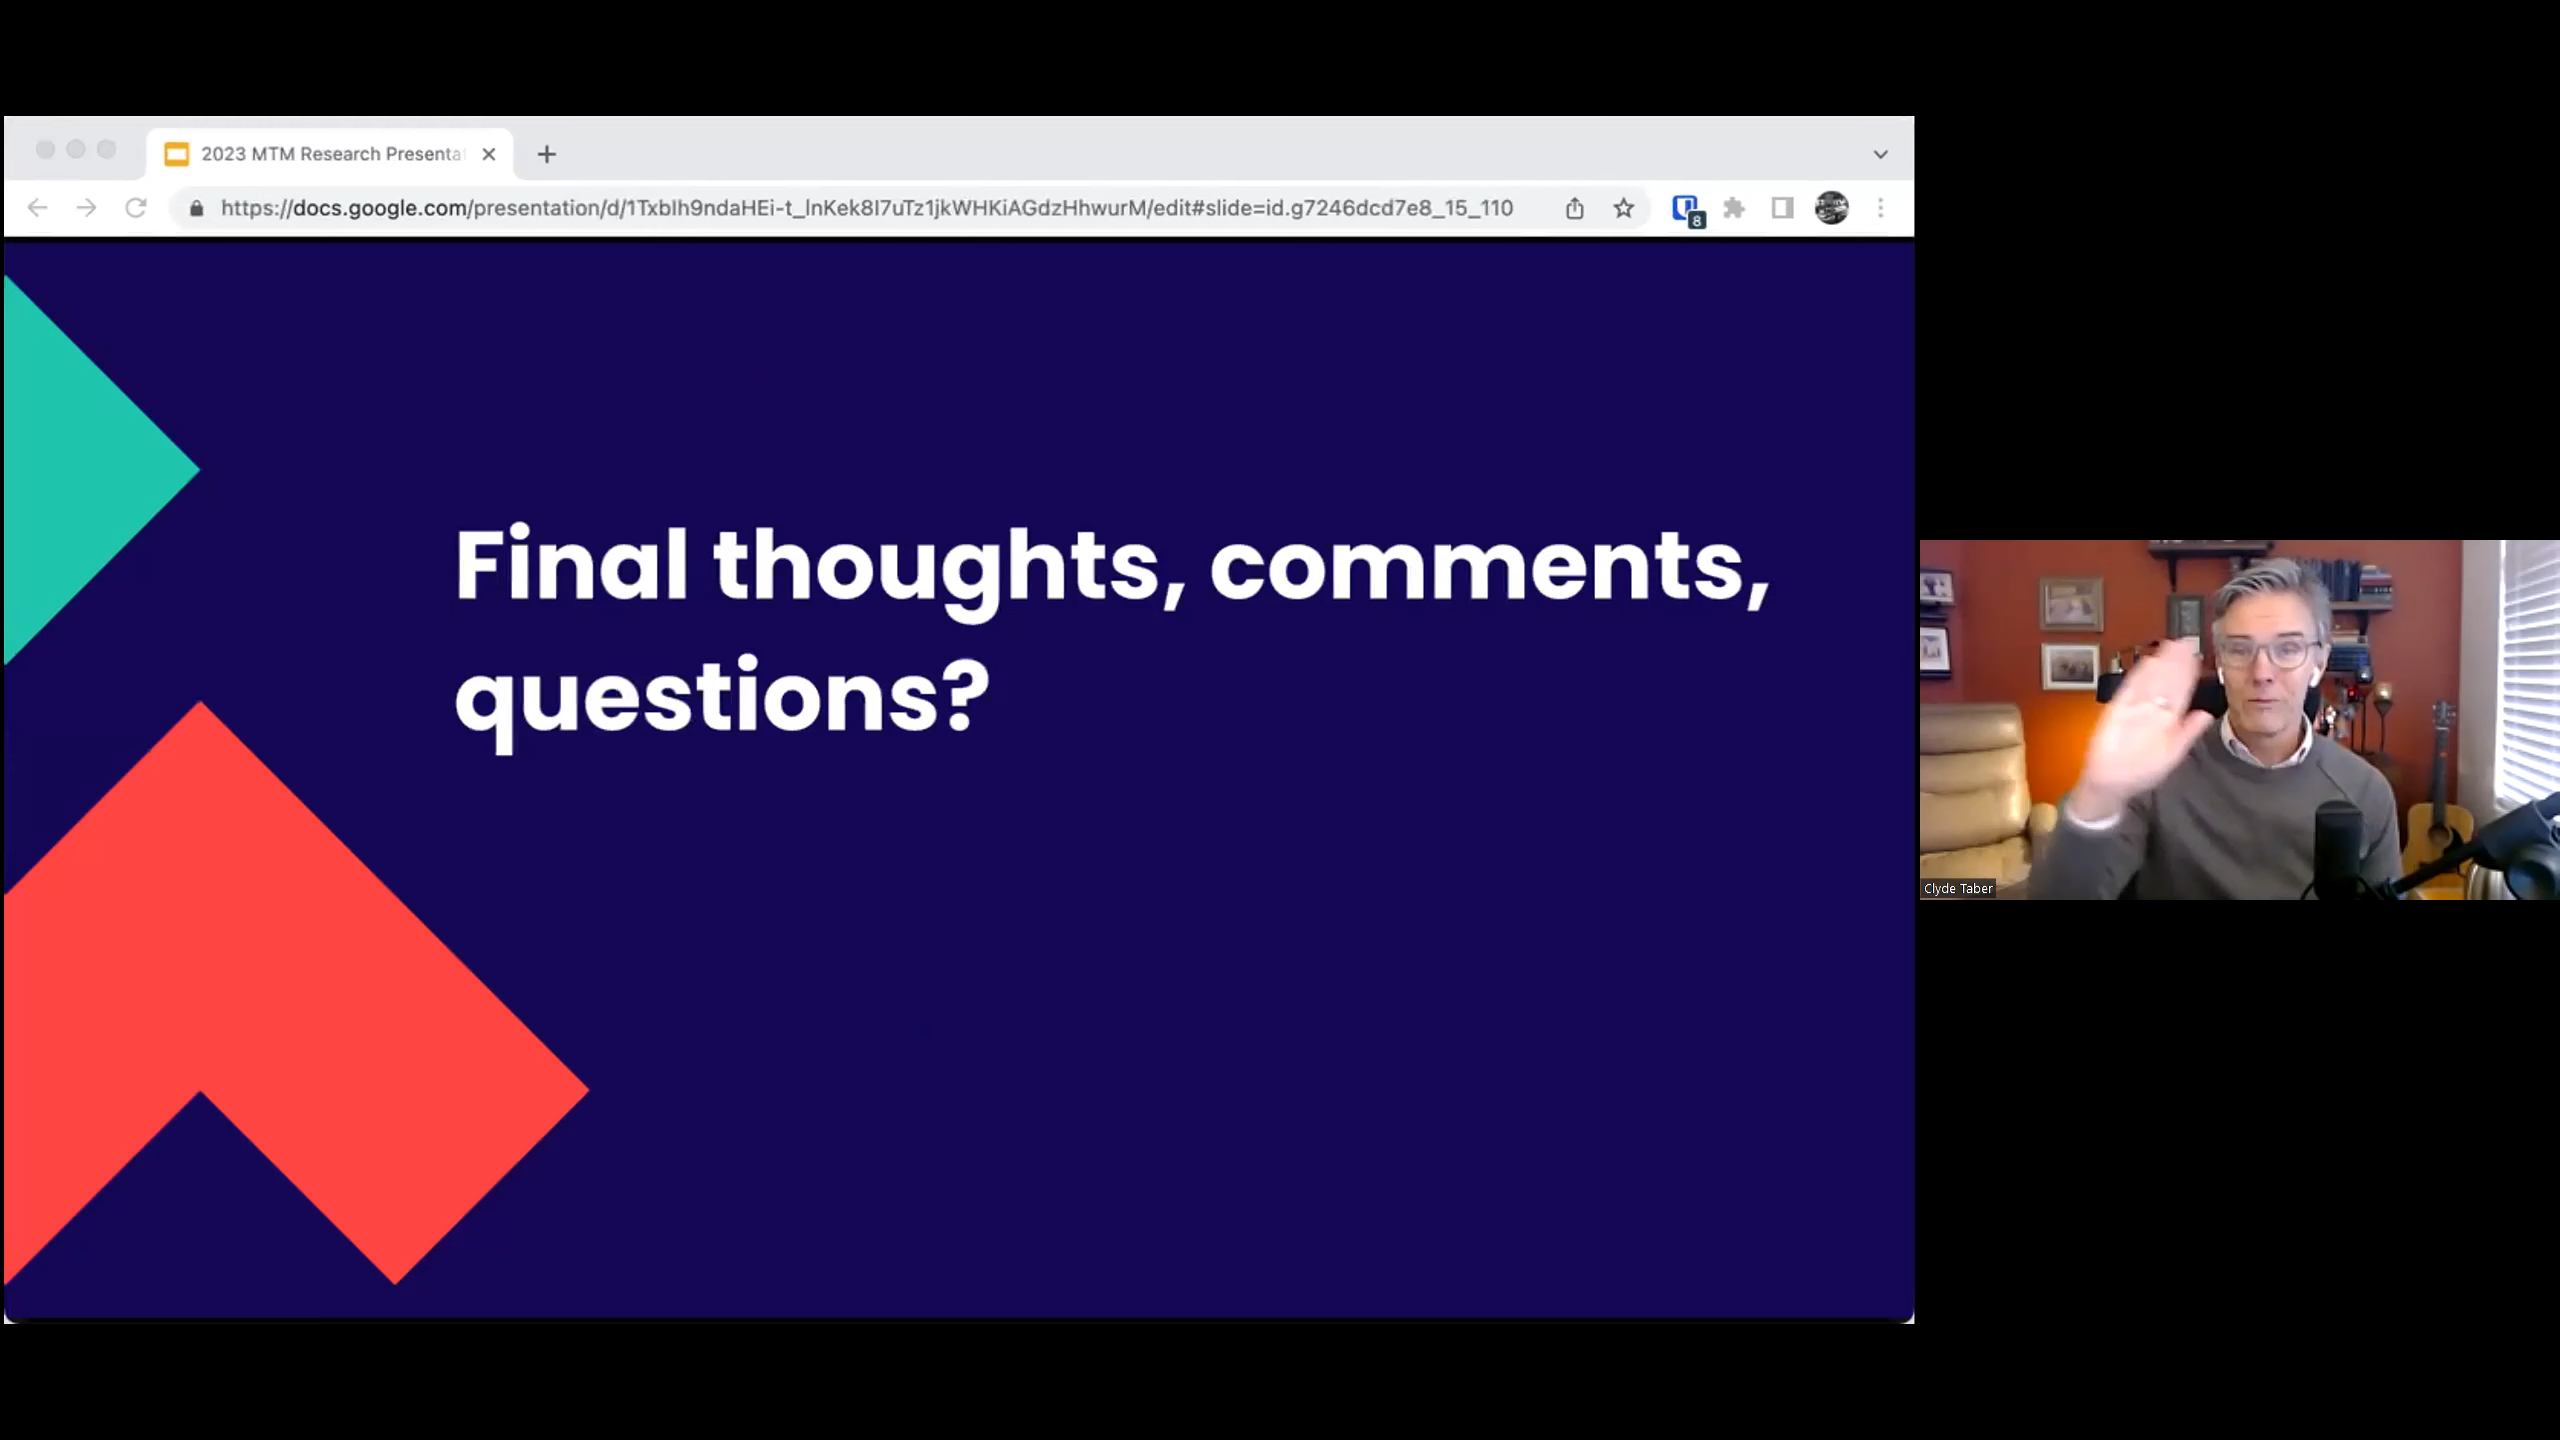 2023 MTM Research Presenta
https://docs.google.com/presentation/d/1TxbIh9ndaHEi-t_lnKek8I7uTz1jkWHKiAGdzHhwurM/edit#slide=id.g7246dcd7e8_15_110
8
Final thoughts, comments,
questions?
Clyde Taber